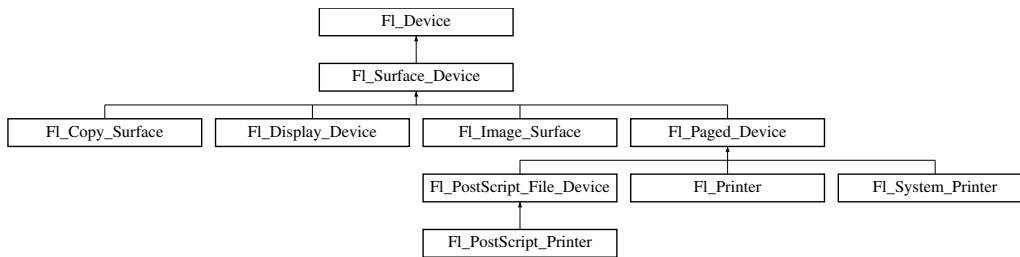 Fl_Device
Fl_Surface_Device
Fl_Copy_Surface
Fl_Display_Device
Fl_Image_Surface
Fl_Paged_Device
Fl_PostScript_File_Device
Fl_Printer
Fl_System_Printer
Fl_PostScript_Printer